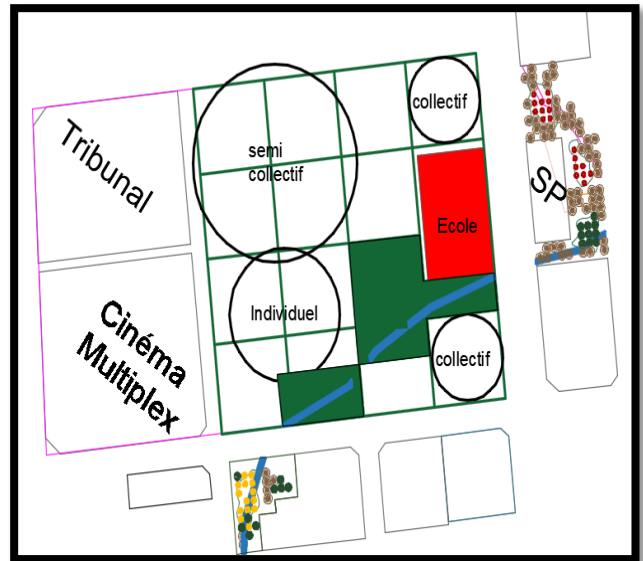 collectif
Tribunal
semi
collectif
SP
Ecole
Individuel
Cinéma
Multiplex
collectif